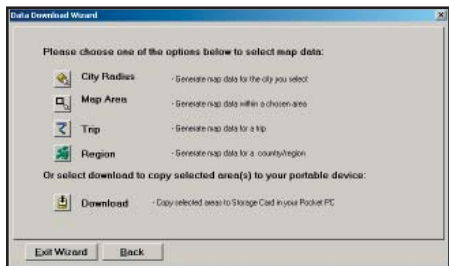 Data Download Wizard
Please choose one of the options below to select map data:
City Radius - Generate map data for the city you select
Map Area - Generate map data within a chosen area
Trip - Generate map data for a trip
Region - Generate map data for a country/region
Or select download to copy selected area(s) to your portable device:
Download - Copy selected areas to Storage Card in your Pocket PC
Exit Wizard Back